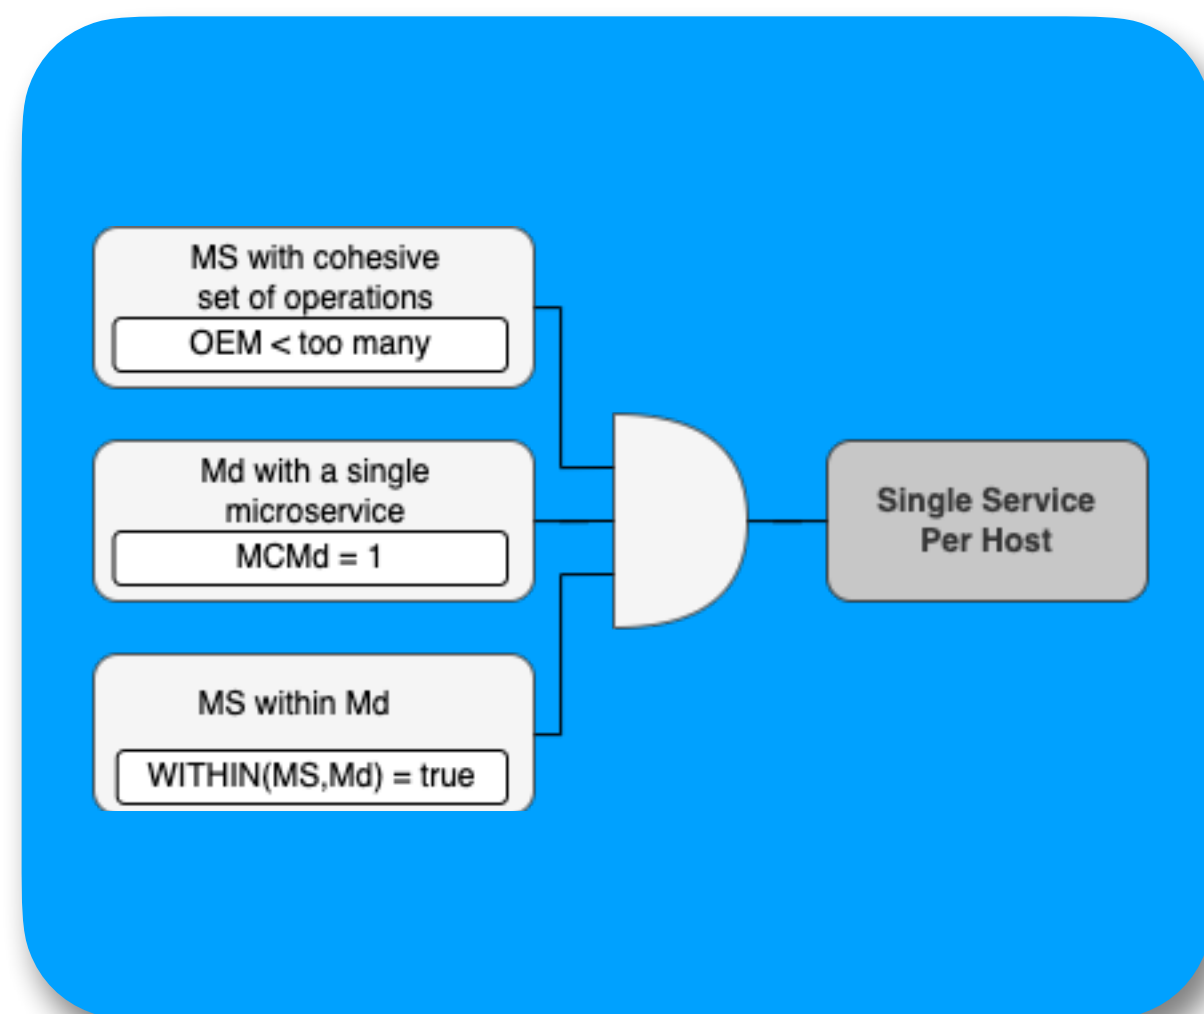 MS with cohesive
set of operations
OEM < too many
Md with a single
microservice
MCMd = 1
MS within Md
WITHIN(MS,Md) = true
Single Service
Per Host